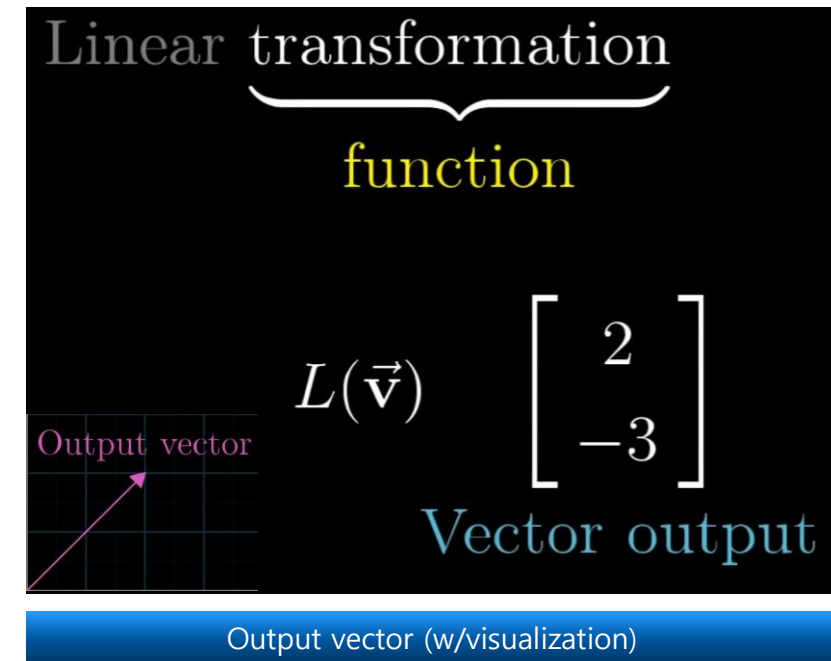 Linear transformation
function
L(v⃗)
2
−3
Output vector
Vector output
Output vector (w/visualization)